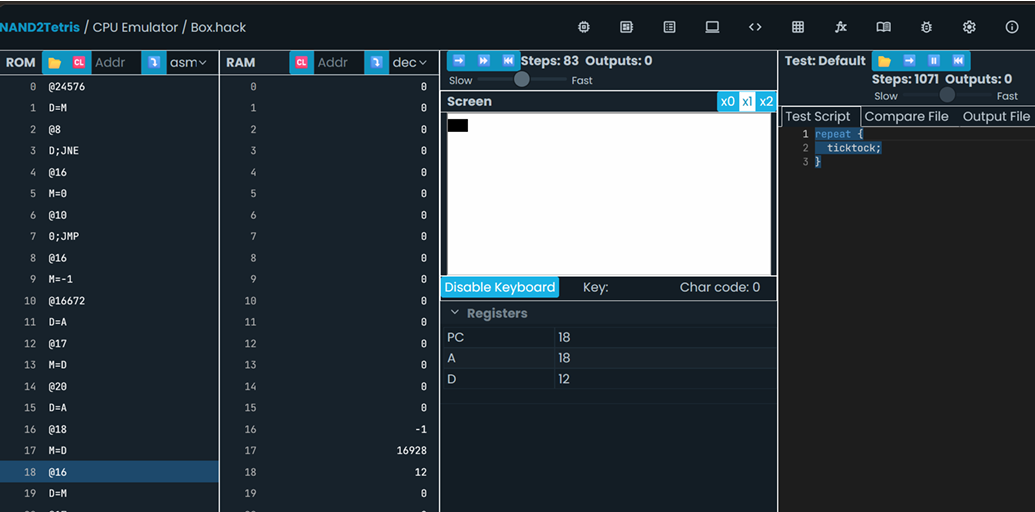 NAND2Tetris / CPU Emulator / Box.hack
ROM CL Addr asm
0 @24576
1 D=M
2 @8
3 D;JNE
4 @16
5 M=0
6 @10
7 0;JMP
8 @16
9 M=-1
10 @16672
11 D=A
12 @17
13 M=D
14 @20
15 D=A
16 @18
17 M=D
18 @16
19 D=M
RAM CL Addr dec
0 0
1 0
2 0
3 0
4 0
5 0
6 0
7 0
8 0
9 0
10 0
11 0
12 0
13 0
14 0
15 0
16 -1
17 16928
18 12
19 0
Steps: 83 Outputs: 0
Slow Fast
Screen x0 x1 x2
Disable Keyboard Key: Char code: 0
Registers
PC 18
A 18
D 12
Test: Default
Steps: 1071 Outputs: 0
Slow Fast
Test Script Compare File Output File
1 repeat {
2 ticktock;
3 }